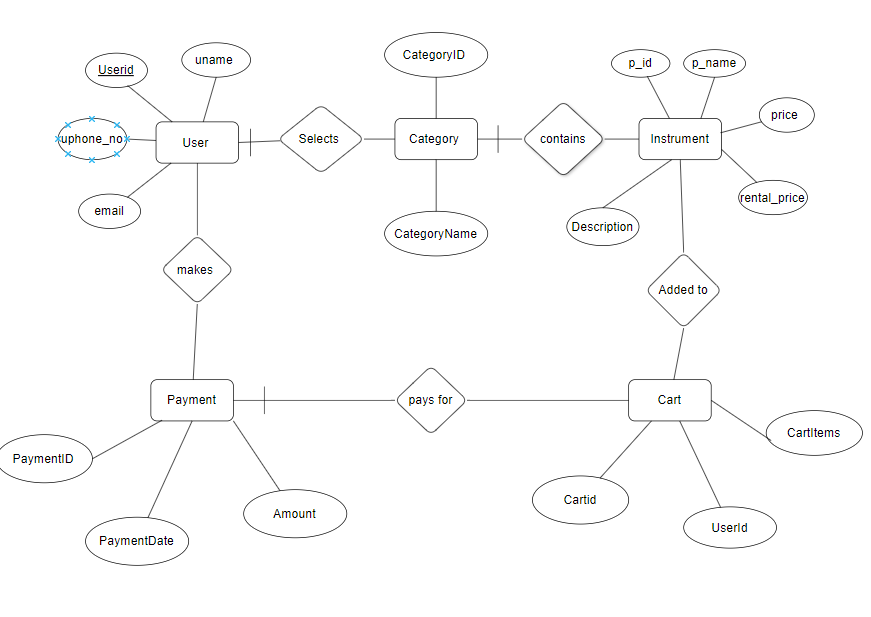 CategoryID
uname
p_id
p_name
Userid
price
uphone_no
User
Selects
Category
contains
Instrument
rental_price
email
Description
CategoryName
makes
Added to
Payment
pays for
Cart
CartItems
PaymentID
Cartid
Amount
UserId
PaymentDate